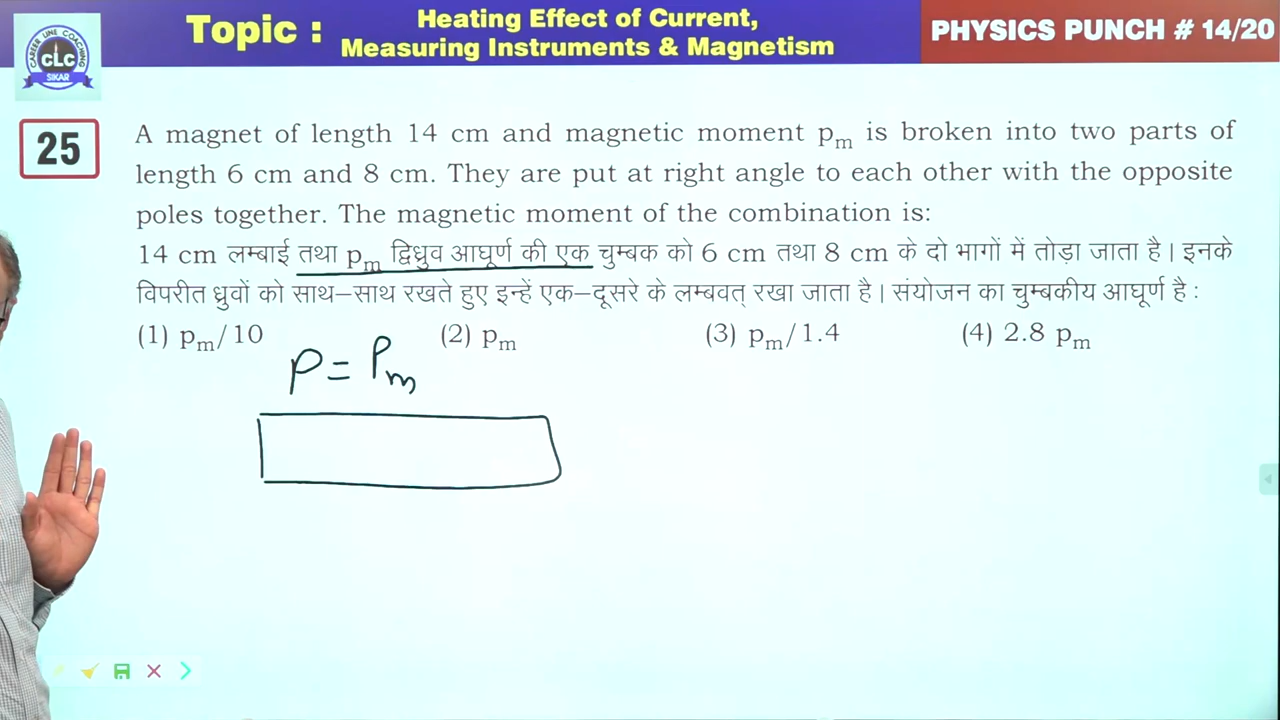 Topic :
Heating Effect of Current,
Measuring Instruments & Magnetism
PHYSICS PUNCH # 14/20
CAREER LINE COACHING
CLC
SIKAR
25
A magnet of length 14 cm and magnetic moment pm is broken into two parts of
length 6 cm and 8 cm. They are put at right angle to each other with the opposite
poles together. The magnetic moment of the combination is:
14 cm लम्बाई तथा pm द्विध्रुव आघूर्ण की एक चुम्बक को 6 cm तथा 8 cm के दो भागों में तोड़ा जाता है। इनके
विपरीत ध्रुवों को साथ–साथ रखते हुए इन्हें एक–दूसरे के लम्बवत् रखा जाता है। संयोजन का चुम्बकीय आघूर्ण है :
(1) pm/10 (2) pm (3) pm/1.4 (4) 2.8 pm
P = Pm